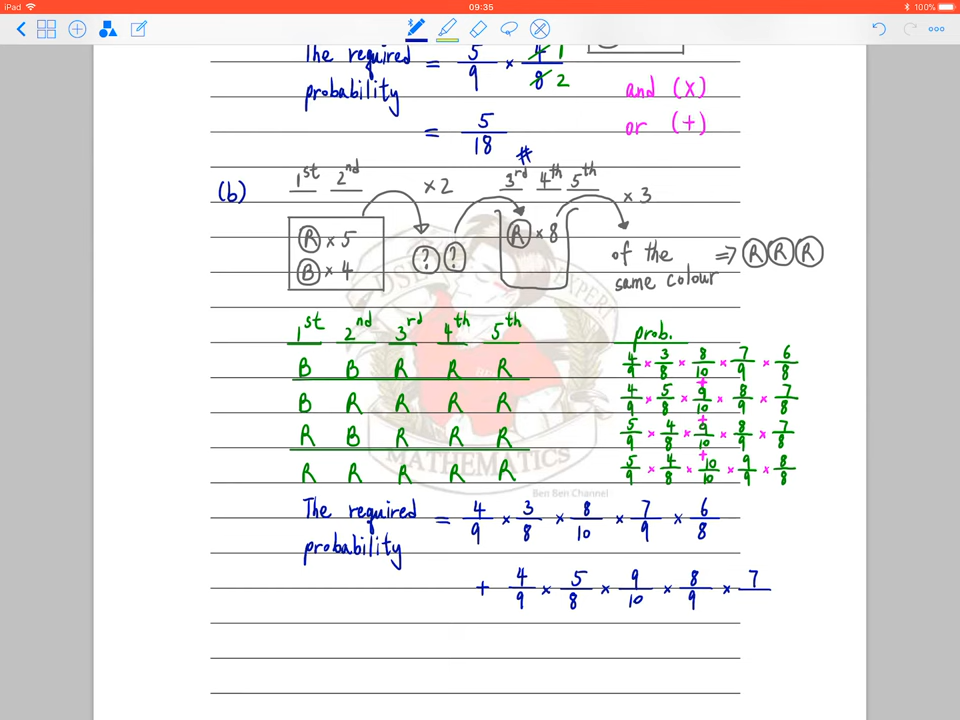 iPad 09:35 100%
The required probability = 5/9 × 4/8 1 2
and (×)
or (+)
= 5/18 #
(b) 1st 2nd ×2 3rd 4th 5th ×3
R × 5
B × 4
? ?
R × 8
of the same colour ⇒ R R R
DSE EXPERT
1st 2nd 3rd 4th 5th prob.
B B R R R 4/9 × 3/8 × 8/10 × 7/9 × 6/8
+
B R R R R 4/9 × 5/8 × 9/10 × 8/9 × 7/8
+
R B R R R 5/9 × 4/8 × 9/10 × 8/9 × 7/8
+
R R R R R 5/9 × 4/8 × 10/10 × 9/9 × 8/8
MATHEMATICS
Ben Ben Channel
The required probability = 4/9 × 3/8 × 8/10 × 7/9 × 6/8
+ 4/9 × 5/8 × 9/10 × 8/9 × 7/